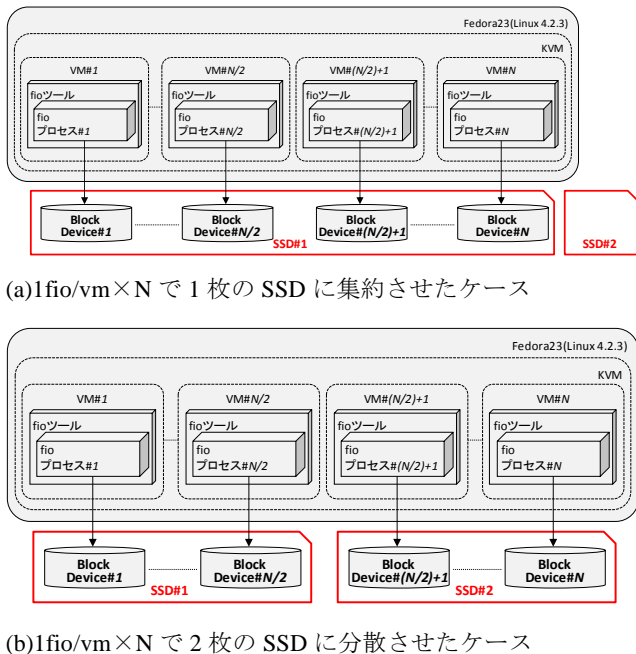 Fedora23(Linux 4.2.3)
KVM
VM#1 VM#N/2 VM#(N/2)+1 VM#N
fioツール fioツール fioツール fioツール
fio fio fio fio
プロセス#1 プロセス#N/2 プロセス#(N/2)+1 プロセス#N
Block Block Block Block
Device#1 Device#N/2 Device#(N/2)+1 Device#N
SSD#1 SSD#2
(a)1fio/vm×N で 1 枚の SSD に集約させたケース
Fedora23(Linux 4.2.3)
KVM
VM#1 VM#N/2 VM#(N/2)+1 VM#N
fioツール fioツール fioツール fioツール
fio fio fio fio
プロセス#1 プロセス#N/2 プロセス#(N/2)+1 プロセス#N
Block Block Block Block
Device#1 Device#N/2 Device#(N/2)+1 Device#N
SSD#1 SSD#2
(b)1fio/vm×N で 2 枚の SSD に分散させたケース